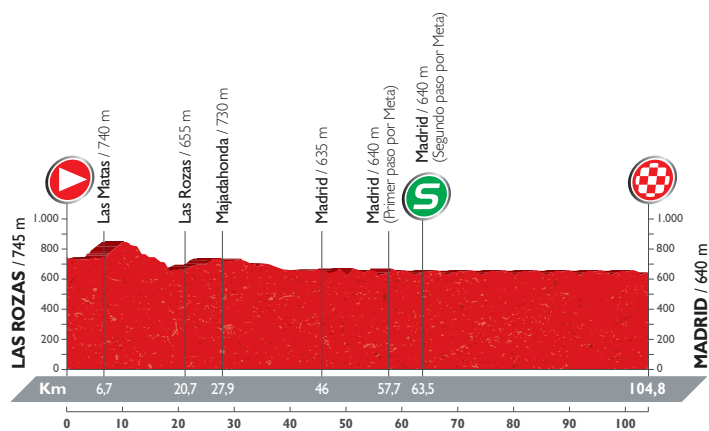 Las Matas / 740 m
Las Rozas / 655 m
Majadahonda / 730 m
Madrid / 635 m
Madrid / 640 m
(Primer paso por Meta)
Madrid / 640 m
(Segundo paso por Meta)
S
LAS ROZAS / 745 m
1.000
800
600
400
200
0
1.000
800
600
400
200
0
MADRID / 640 m
Km 6,7 20,7 27,9 46 57,7 63,5 104,8
0 10 20 30 40 50 60 70 80 90 100